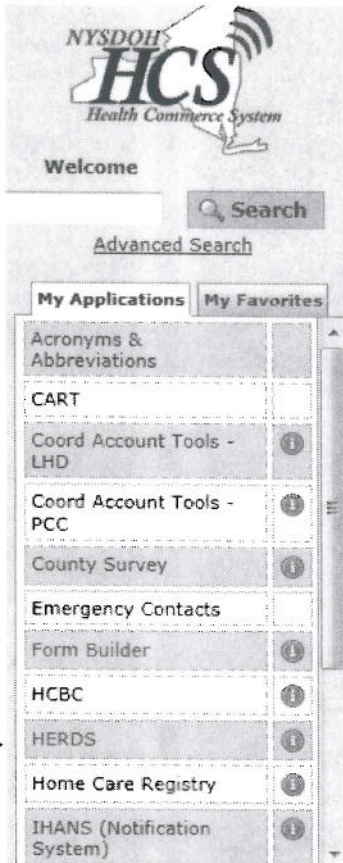 NYSDOH
HCS
Health Commerce System
Welcome
Search
Advanced Search
My Applications
My Favorites
Acronyms &
Abbreviations
CART
Coord Account Tools -
LHD
Coord Account Tools -
PCC
County Survey
Emergency Contacts
Form Builder
HCBC
HERDS
Home Care Registry
IHANS (Notification
System)